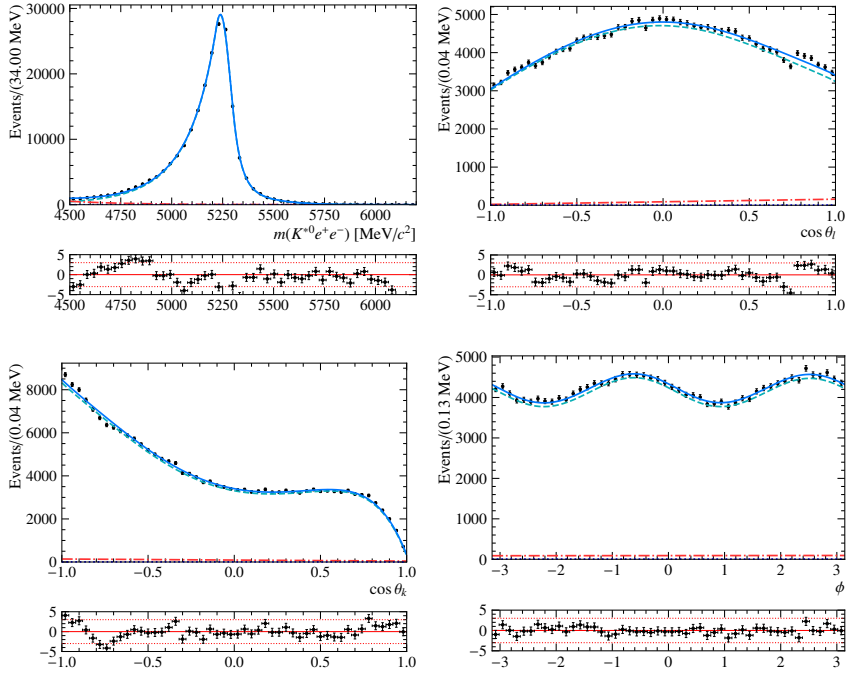 Events/(34.00 MeV)
30000
20000
10000
0
4500 4750 5000 5250 5500 5750 6000
m(K*0e+e−) [MeV/c2]
5
0
−5
4500 4750 5000 5250 5500 5750 6000
Events/(0.04 MeV)
5000
4000
3000
2000
1000
0
−1.0 −0.5 0.0 0.5 1.0
cos θl
5
0
−5
−1.0 −0.5 0.0 0.5 1.0
Events/(0.04 MeV)
8000
6000
4000
2000
0
−1.0 −0.5 0.0 0.5 1.0
cos θk
5
0
−5
−1.0 −0.5 0.0 0.5 1.0
Events/(0.13 MeV)
5000
4000
3000
2000
1000
0
−3 −2 −1 0 1 2 3
ϕ
5
0
−5
−3 −2 −1 0 1 2 3